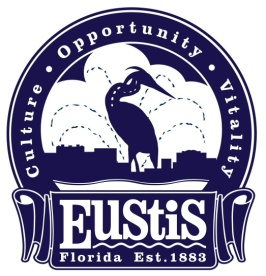 Culture • Opportunity • Vitality
EUStiS
Florida Est.1883